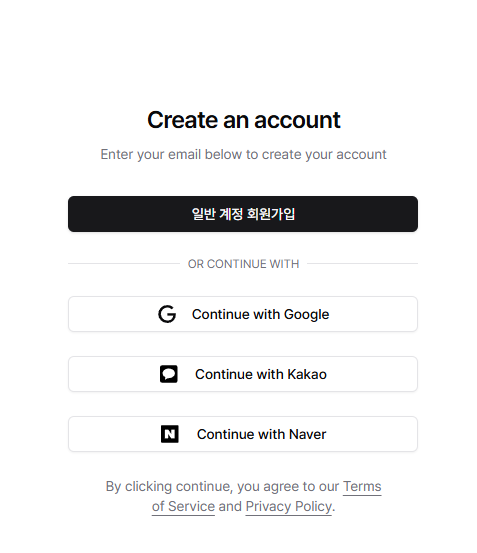 Create an account
Enter your email below to create your account
일반 계정 회원가입
OR CONTINUE WITH
Continue with Google
Continue with Kakao
Continue with Naver
By clicking continue, you agree to our Terms
of Service and Privacy Policy.